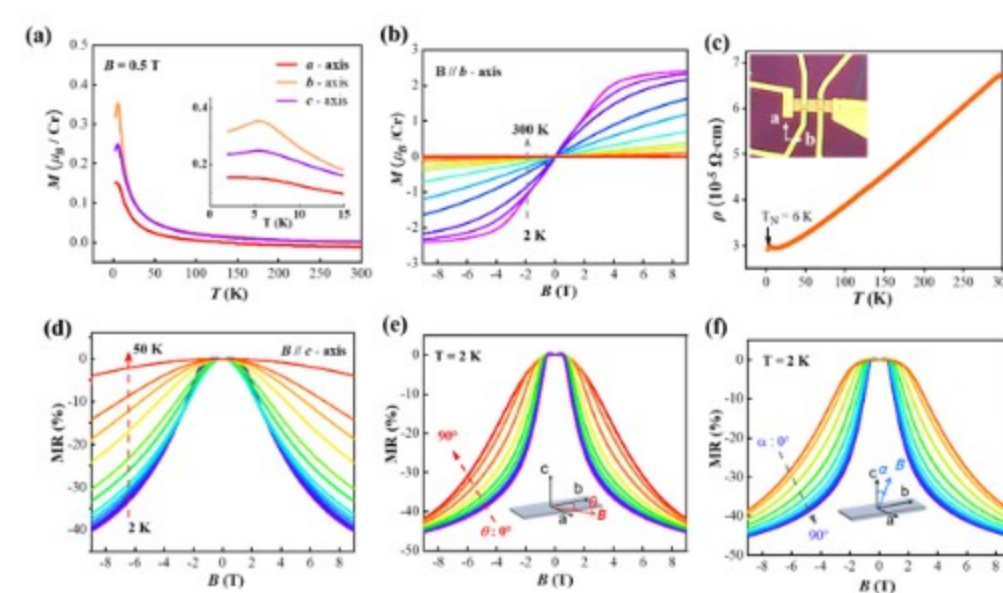 (a)
M (μB / Cr)
0.5
0.4
0.3
0.2
0.1
0.0
B = 0.5 T
a - axis
b - axis
c - axis
0.4
0.2
0 5 10 15
T (K)
0 50 100 150 200 250 300
T (K)
(b)
M (μB /Cr)
3
2
1
0
-1
-2
-3
B // b - axis
300 K
2 K
-8 -4 0 4 8
B (T)
(c)
ρ (10⁻⁵ Ω·cm)
7
6
5
4
3
a
b
TN = 6 K
0 50 100 150 200 250 300
T (K)
(d)
MR (%)
0
-10
-20
-30
-40
50 K
B // c - axis
2 K
-8 -6 -4 -2 0 2 4 6 8
B (T)
(e)
MR (%)
0
-10
-20
-30
-40
-50
T = 2 K
90°
θ : 0°
c
b
θ
a
B
-8 -6 -4 -2 0 2 4 6 8
B (T)
(f)
MR (%)
0
-10
-20
-30
-40
-50
T = 2 K
α : 0°
90°
c
α
B
b
a
-8 -6 -4 -2 0 2 4 6 8
B (T)